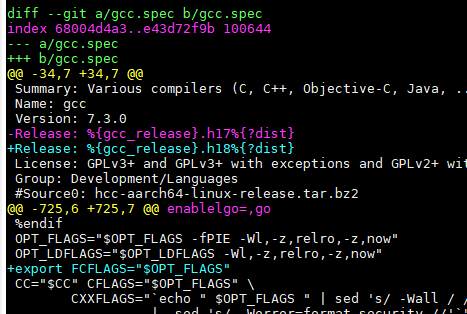 diff --git a/gcc.spec b/gcc.spec
index 68004d4a3..e43d72f9b 100644
--- a/gcc.spec
+++ b/gcc.spec
@@ -34,7 +34,7 @@
 Summary: Various compilers (C, C++, Objective-C, Java, ..
 Name: gcc
 Version: 7.3.0
-Release: %{gcc_release}.h17%{?dist}
+Release: %{gcc_release}.h18%{?dist}
 License: GPLv3+ and GPLv3+ with exceptions and GPLv2+ wit
 Group: Development/Languages
 #Source0: hcc-aarch64-linux-release.tar.bz2
@@ -725,6 +725,7 @@ enablelgo=,go
 %endif
 OPT_FLAGS="$OPT_FLAGS -fPIE -Wl,-z,relro,-z,now"
 OPT_LDFLAGS="$OPT_LDFLAGS -Wl,-z,relro,-z,now"
+export FCFLAGS="$OPT_FLAGS"
 CC="$CC" CFLAGS="$OPT_FLAGS" \
        CXXFLAGS="`echo " $OPT_FLAGS " | sed 's/ -Wall / /
                  | sed 's/ -Werror=format-security //'`"